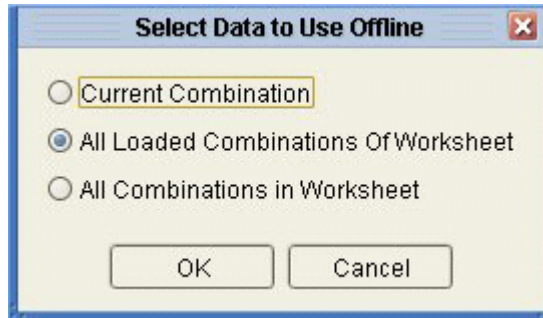 Select Data to Use Offline
Current Combination
All Loaded Combinations Of Worksheet
All Combinations in Worksheet
OK Cancel